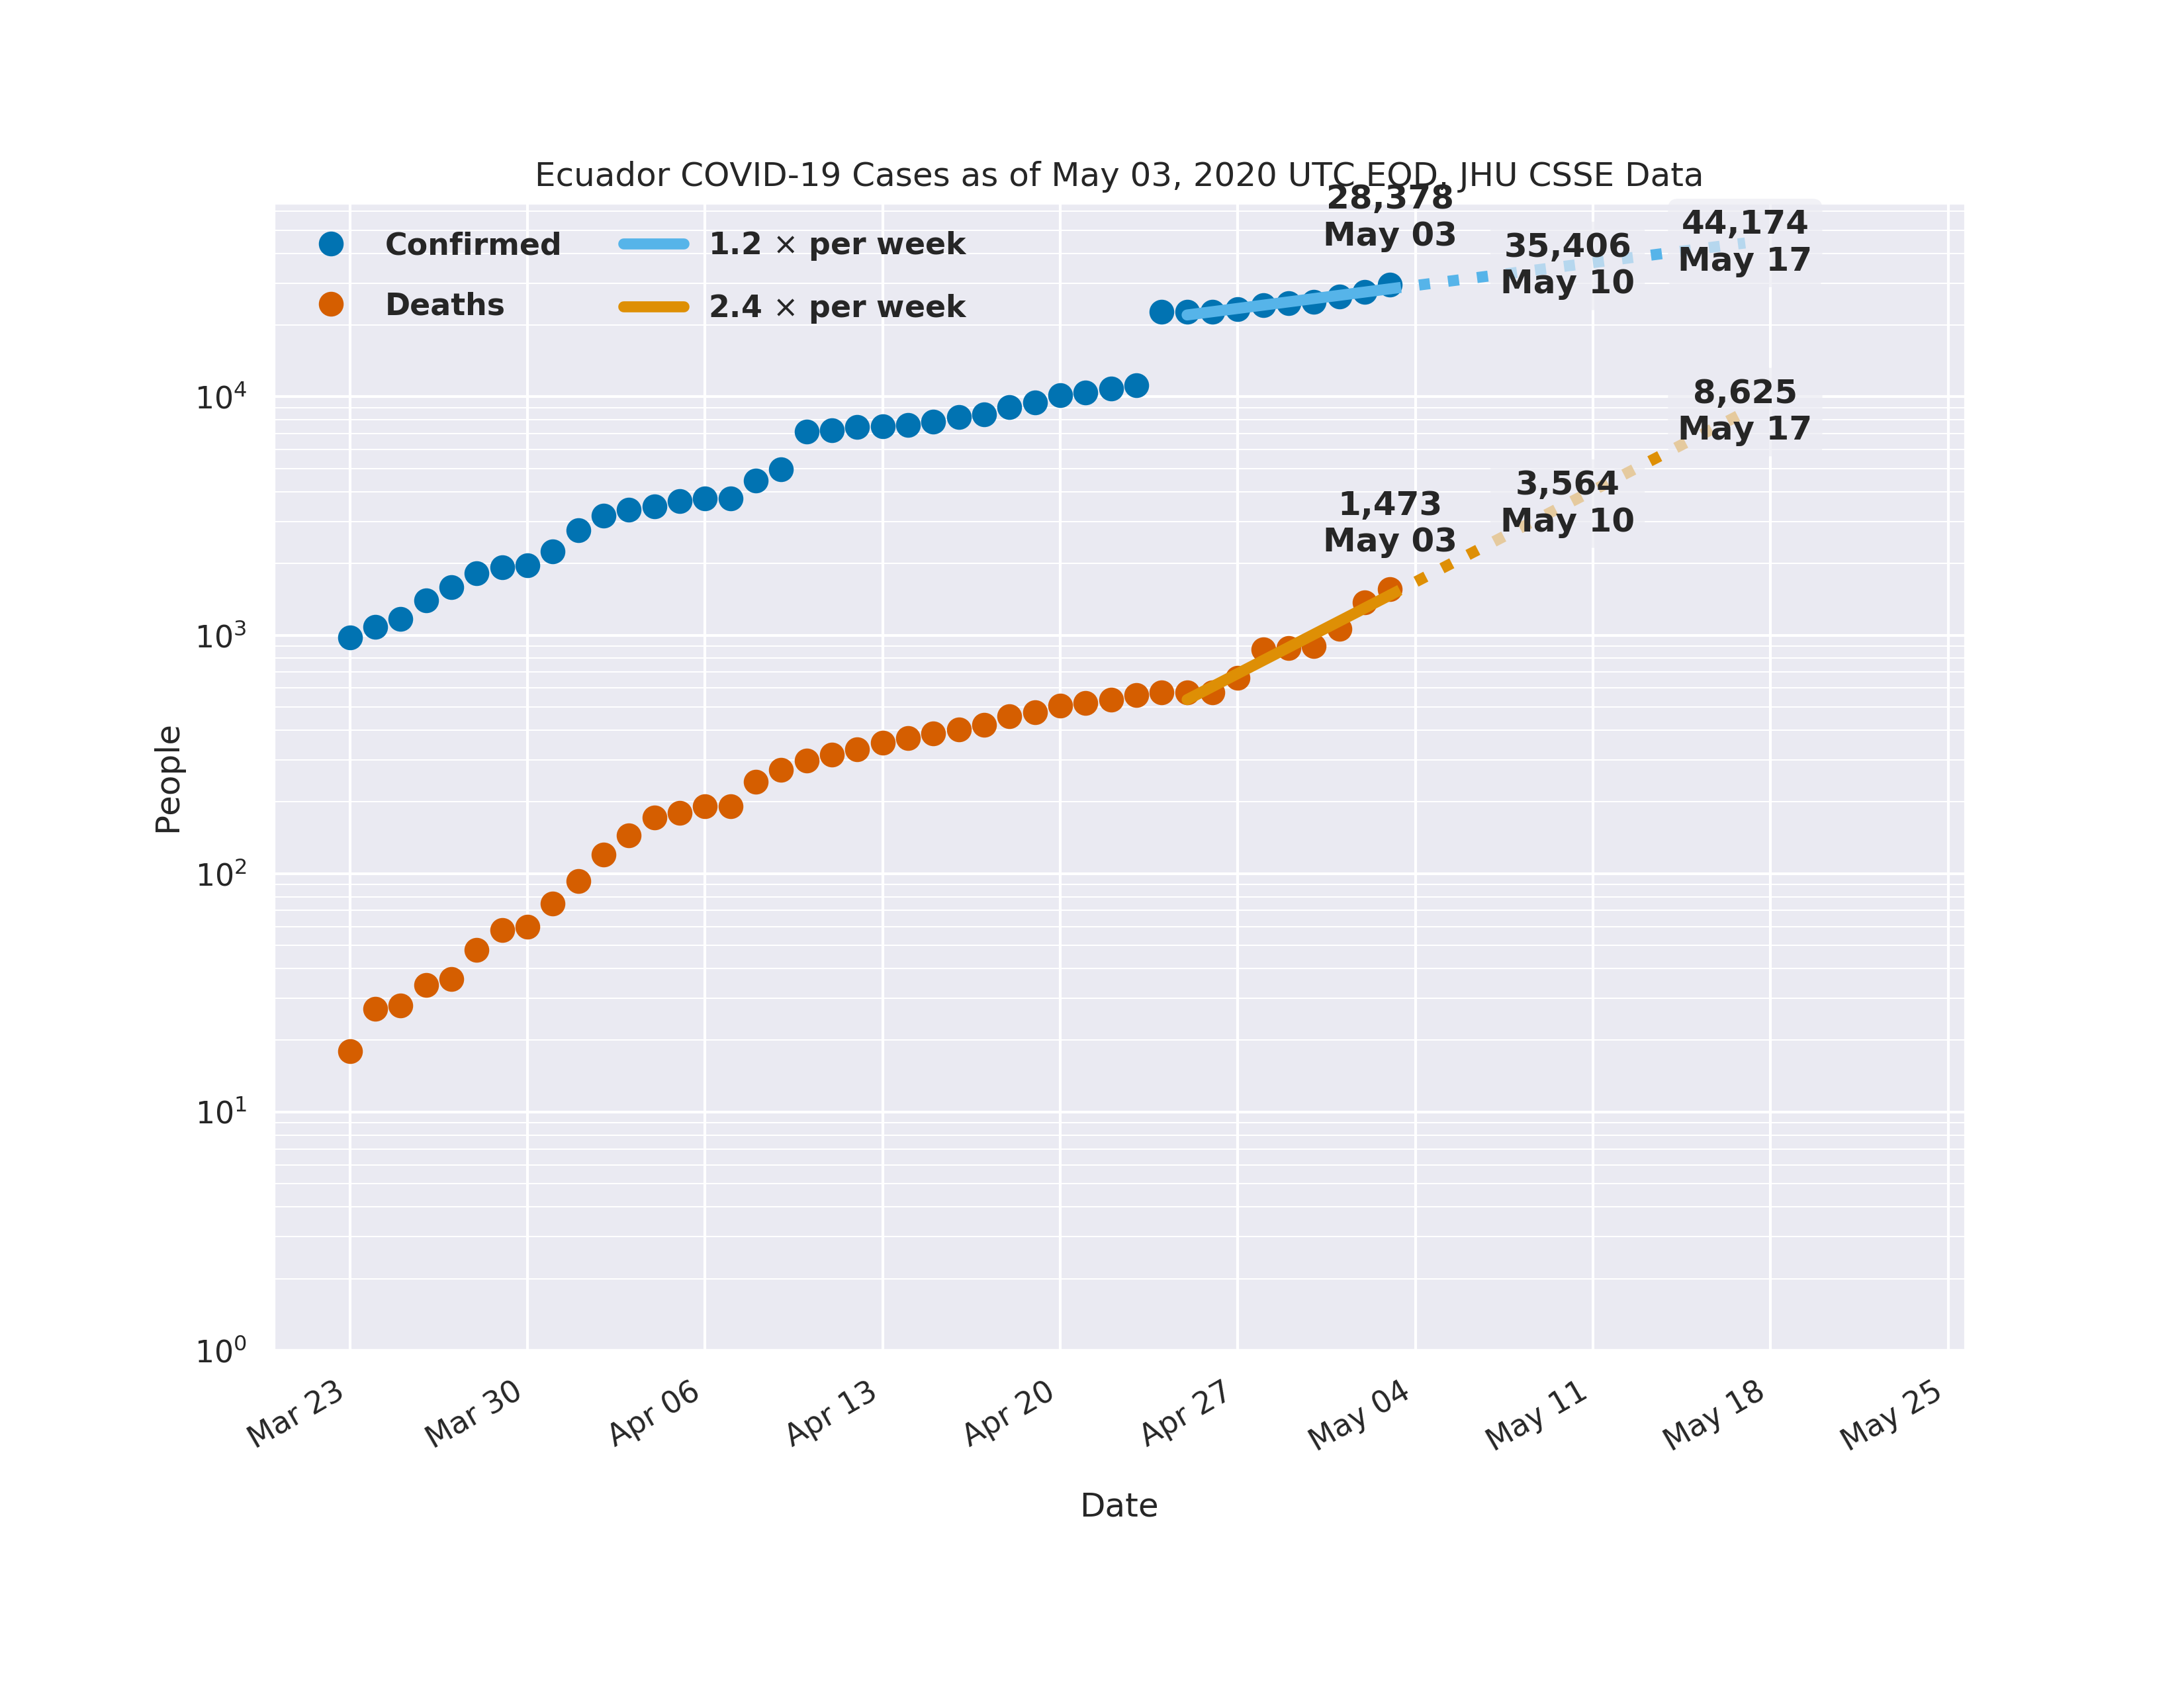 Ecuador COVID-19 Cases as of May 03, 2020 UTC EOD, JHU CSSE Data
28,378
May 03
35,406
May 10
44,174
May 17
Confirmed
1.2 × per week
Deaths
2.4 × per week
8,625
May 17
3,564
May 10
1,473
May 03
People
10⁴
10³
10²
10¹
10⁰
Mar 23
Mar 30
Apr 06
Apr 13
Apr 20
Apr 27
May 04
May 11
May 18
May 25
Date